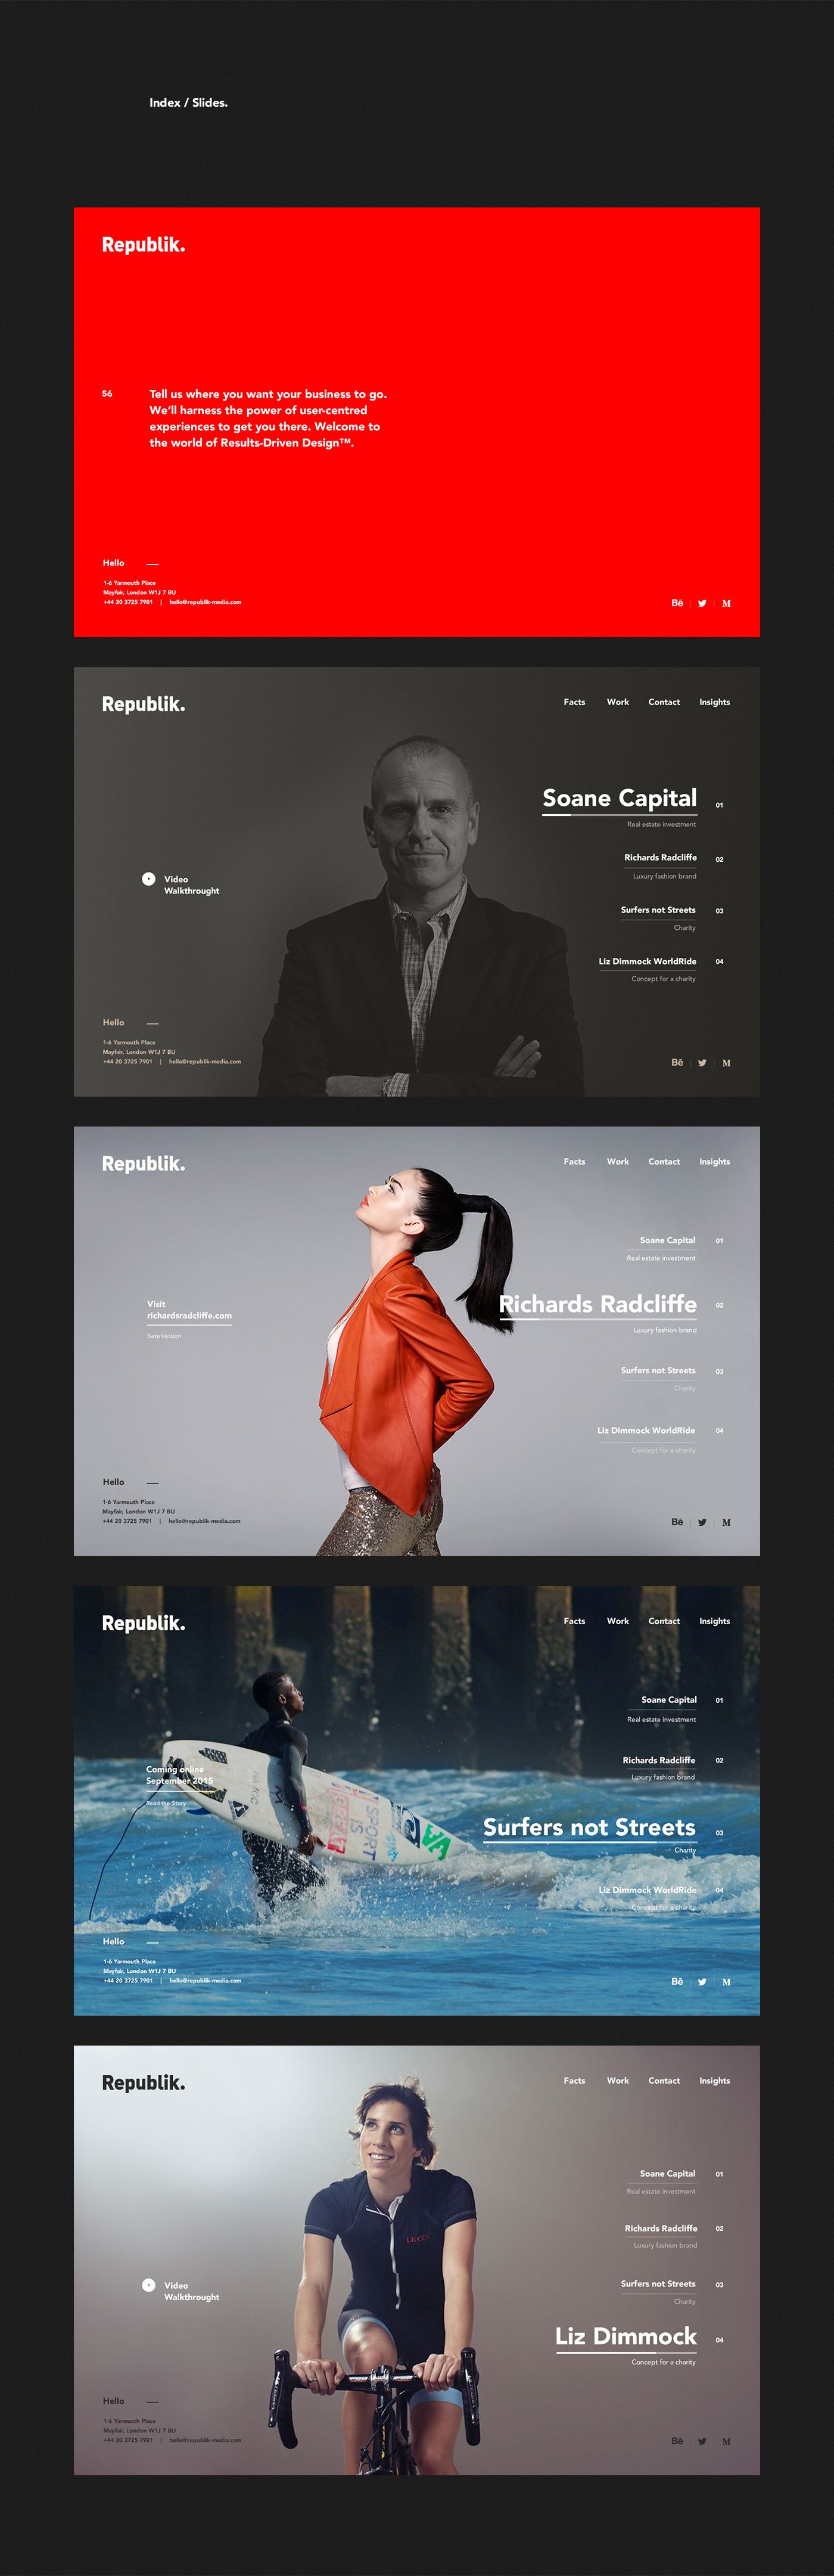 Index / Slides.
Republik.
56
Tell us where you want your business to go.
We'll harness the power of user-centred
experiences to get you there. Welcome to
the world of Results-Driven Design™.
Hello
1-6 Yarmouth Place
Mayfair, London W1J 7 BU
+44 20 3725 7901 | hello@republik-media.com
Bē | | M
Republik.
Facts Work Contact Insights
Soane Capital 01
Real estate investment
Richards Radcliffe 02
Luxury fashion brand
Video
Walkthrought
Surfers not Streets 03
Charity
Liz Dimmock WorldRide 04
Concept for a charity
Hello
1-6 Yarmouth Place
Mayfair, London W1J 7 BU
+44 20 3725 7901 | hello@republik-media.com
Bē | | M
Republik.
Facts Work Contact Insights
Soane Capital 01
Real estate investment
Visit
richardsradcliffe.com
Beta Version
Richards Radcliffe 02
Luxury fashion brand
Surfers not Streets 03
Charity
Liz Dimmock WorldRide 04
Concept for a charity
Hello
1-6 Yarmouth Place
Mayfair, London W1J 7 BU
+44 20 3725 7901 | hello@republik-media.com
Bē | | M
Republik.
Facts Work Contact Insights
Soane Capital 01
Real estate investment
Richards Radcliffe 02
Luxury fashion brand
Coming online
September 2015
Read the Story
Surfers not Streets 03
Charity
Liz Dimmock WorldRide 04
Concept for a charity
Hello
1-6 Yarmouth Place
Mayfair, London W1J 7 BU
+44 20 3725 7901 | hello@republik-media.com
Bē | | M
Republik.
Facts Work Contact Insights
Soane Capital 01
Real estate investment
Richards Radcliffe 02
Luxury fashion brand
Video
Walkthrought
Surfers not Streets 03
Charity
Liz Dimmock 04
Concept for a charity
Hello
1-6 Yarmouth Place
Mayfair, London W1J 7 BU
+44 20 3725 7901 | hello@republik-media.com
Bē | | M